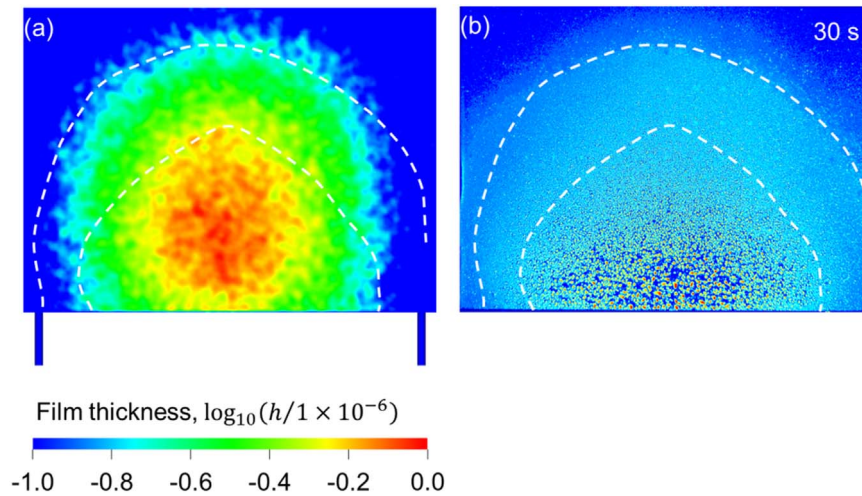 (a)
(b)
30 s
Film thickness, log₁₀(h/1 × 10⁻⁶)
-1.0 -0.8 -0.6 -0.4 -0.2 0.0